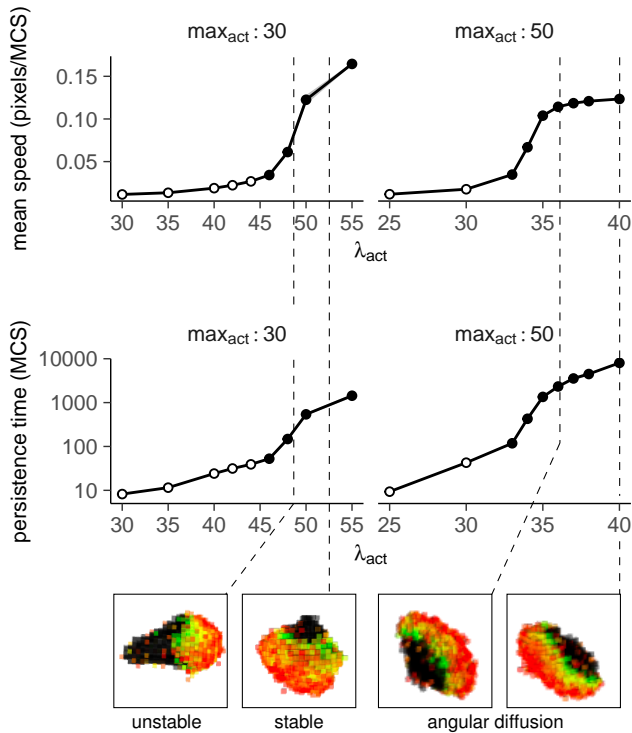 max_act : 30 max_act : 50
mean speed (pixels/MCS)
0.15
0.10
0.05
30 35 40 45 50 55 25 30 35 40
λ_act
max_act : 30 max_act : 50
persistence time (MCS)
10000
1000
100
10
30 35 40 45 50 55 25 30 35 40
λ_act
unstable stable angular diffusion